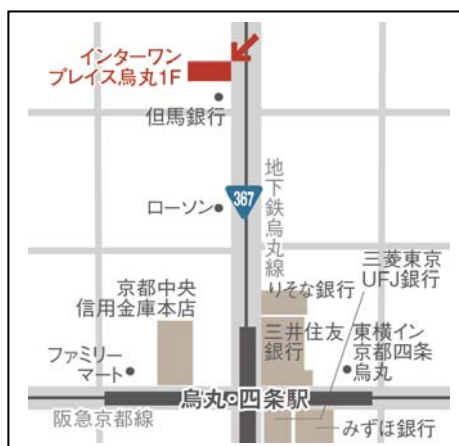 インターワン
プレイス烏丸1F
但馬銀行
地下鉄烏丸線
367
ローソン
三菱東京
UFJ銀行
りそな銀行
京都中央
信用金庫本店
三井住友
銀行
東横イン
京都四条
烏丸
ファミリー
マート
烏丸・四条駅
阪急京都線
みずほ銀行